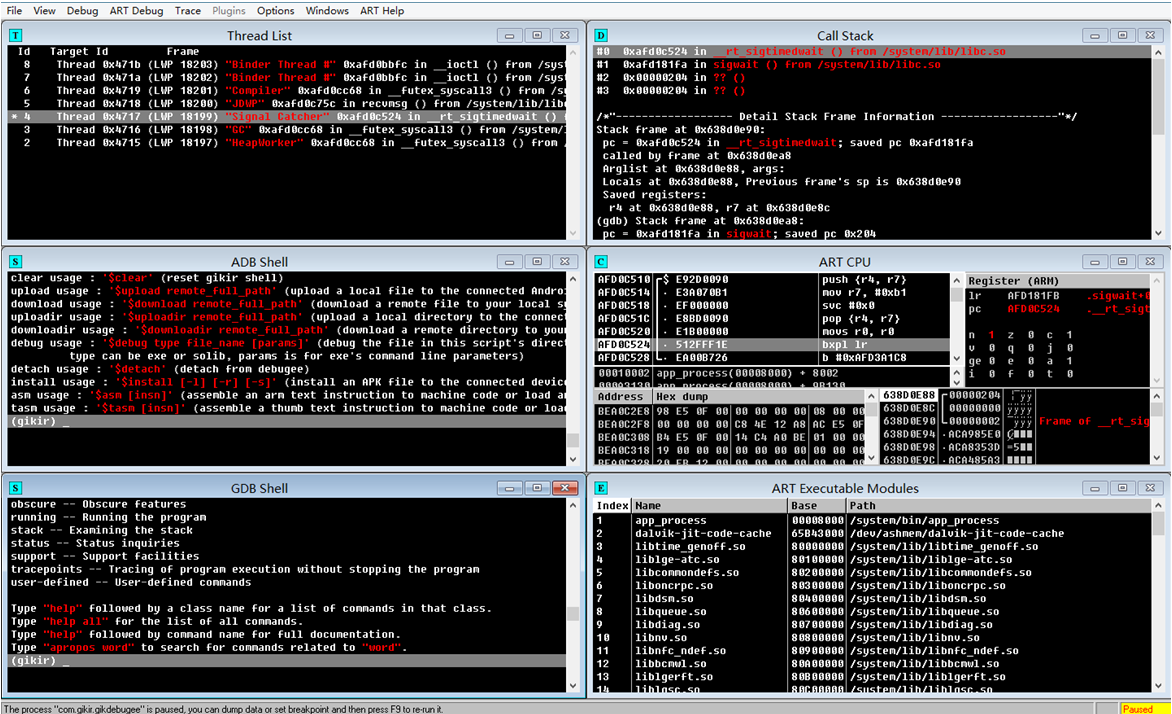 File View Debug ART Debug Trace Plugins Options Windows ART Help
T Thread List
Id Target Id Frame
8 Thread 0x471b (LWP 18203) "Binder Thread #" 0xafd0bbfc in __ioctl () from /sys
7 Thread 0x471a (LWP 18202) "Binder Thread #" 0xafd0bbfc in __ioctl () from /sys
6 Thread 0x4719 (LWP 18201) "Compiler" 0xafd0cc68 in __futex_syscall3 () from /s
5 Thread 0x4718 (LWP 18200) "JDWP" 0xafd0c75c in recvmsg () from /system/lib/lib
* 4 Thread 0x4717 (LWP 18199) "Signal Catcher" 0xafd0c524 in __rt_sigtimedwait ()
3 Thread 0x4716 (LWP 18198) "GC" 0xafd0cc68 in __futex_syscall3 () from /system/
2 Thread 0x4715 (LWP 18197) "HeapWorker" 0xafd0cc68 in __futex_syscall3 () from /
D Call Stack
#0 0xafd0c524 in __rt_sigtimedwait () from /system/lib/libc.so
#1 0xafd181fa in sigwait () from /system/lib/libc.so
#2 0x00000204 in ?? ()
#3 0x00000204 in ?? ()
/*"------------------ Detail Stack Frame Information ------------------"*/
Stack frame at 0x638d0e90:
pc = 0xafd0c524 in __rt_sigtimedwait; saved pc 0xafd181fa
called by frame at 0x638d0ea8
Arglist at 0x638d0e88, args:
Locals at 0x638d0e88, Previous frame's sp is 0x638d0e90
Saved registers:
r4 at 0x638d0e88, r7 at 0x638d0e8c
(gdb) Stack frame at 0x638d0ea8:
pc = 0xafd181fa in sigwait; saved pc 0x204
S ADB Shell
clear usage : '$clear' (reset gikir shell)
upload usage : '$upload remote_full_path' (upload a local file to the connected Andro
download usage : '$download remote_full_path' (download a remote file to your local sy
uploadir usage : '$uploadir remote_full_path' (upload a local directory to the connec
downloadir usage : '$downloadir remote_full_path' (download a remote directory to your
debug usage : '$debug type file_name [params]' (debug the file in this script's direct
type can be exe or solib, params is for exe's command line parameters)
detach usage : '$detach' (detach from debugee)
install usage : '$install [-l] [-r] [-s]' (install an APK file to the connected devic
asm usage : '$asm [insn]' (assemble an arm text instruction to machine code or load a
tasm usage : '$tasm [insn]' (assemble a thumb text instruction to machine code or loa
(gikir) _
C ART CPU
AFD0C510 $ E92D0090 push {r4, r7}
AFD0C514 · E3A070B1 mov r7, #0xb1
AFD0C518 · EF000000 svc #0x0
AFD0C51C · E8BD0090 pop {r4, r7}
AFD0C520 · E1B00000 movs r0, r0
AFD0C524 · 512FFF1E bxpl lr
AFD0C528 · EA00B726 b #0xAFD3A1C8
00010002 app_process(00008000) + 8002
000A3130 app_process(00008000) + 9B130
Register (ARM)
lr AFD181FB .sigwait+0
pc AFD0C524 .__rt_sigt
n 1 z 0 c 1
v 0 q 0 j 0
ge 0 e 0 a 1
i 0 f 0 t 0
Address Hex dump
BEA0C2E8 98 E5 0F 00 00 00 00 00 08 00 00
BEA0C2F8 00 00 00 00 C8 4E 12 A8 AC E5 0F
BEA0C308 B4 E5 0F 00 14 C4 A0 BE 01 00 00
BEA0C318 19 00 00 00 00 00 00 00 00 00 00
BEA0C328 20 EB 12 00 00 00 00 00 00 00 00
638D0E88 00000204
638D0E8C 00000000
638D0E90 00000002 Frame of __rt_sig
638D0E94 ·ACA985E0
638D0E98 ·ACA8353D
638D0E9C ·ACA485A3
S GDB Shell
obscure -- Obscure features
running -- Running the program
stack -- Examining the stack
status -- Status inquiries
support -- Support facilities
tracepoints -- Tracing of program execution without stopping the program
user-defined -- User-defined commands
Type "help" followed by a class name for a list of commands in that class.
Type "help all" for the list of all commands.
Type "help" followed by command name for full documentation.
Type "apropos word" to search for commands related to "word".
(gikir) _
E ART Executable Modules
Index Name Base Path
1 app_process 00008000 /system/bin/app_process
2 dalvik-jit-code-cache 65B43000 /dev/ashmem/dalvik-jit-code-cache
3 libtime_genoff.so 80000000 /system/lib/libtime_genoff.so
4 liblge-atc.so 80100000 /system/lib/liblge-atc.so
5 libcommondefs.so 80200000 /system/lib/libcommondefs.so
6 liboncrpc.so 80300000 /system/lib/liboncrpc.so
7 libdsm.so 80400000 /system/lib/libdsm.so
8 libqueue.so 80600000 /system/lib/libqueue.so
9 libdiag.so 80700000 /system/lib/libdiag.so
10 libnv.so 80800000 /system/lib/libnv.so
11 libnfc_ndef.so 80900000 /system/lib/libnfc_ndef.so
12 libbcmwl.so 80A00000 /system/lib/libbcmwl.so
13 liblgerft.so 80B00000 /system/lib/liblgerft.so
14 liblgsc.so 80C00000 /system/lib/liblgsc.so
The process "com.gikir.gikdebugee" is paused, you can dump data or set breakpoint and then press F9 to re-run it. Paused